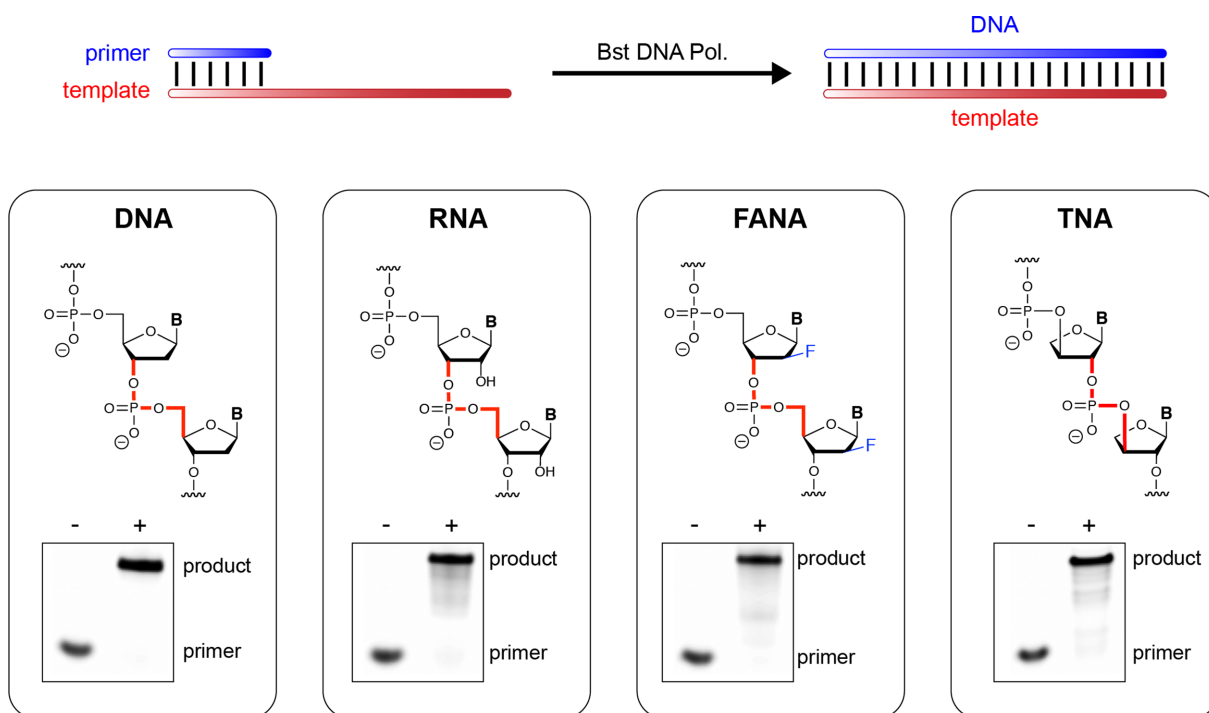 primer
template
Bst DNA Pol.
DNA
template
DNA
O
O=P—O
O
⊖
O
B
O
O=P—O
O
⊖
O
B
O
- +
product
primer
RNA
O
O=P—O
O
⊖
O
B
O
OH
O=P—O
O
⊖
O
B
O
OH
- +
product
primer
FANA
O
O=P—O
O
⊖
O
B
F
O
O=P—O
O
⊖
O
B
F
O
- +
product
primer
TNA
O
O
O=P
O
⊖
O
B
O
O=P—O
O
⊖
O
B
O
- +
product
primer